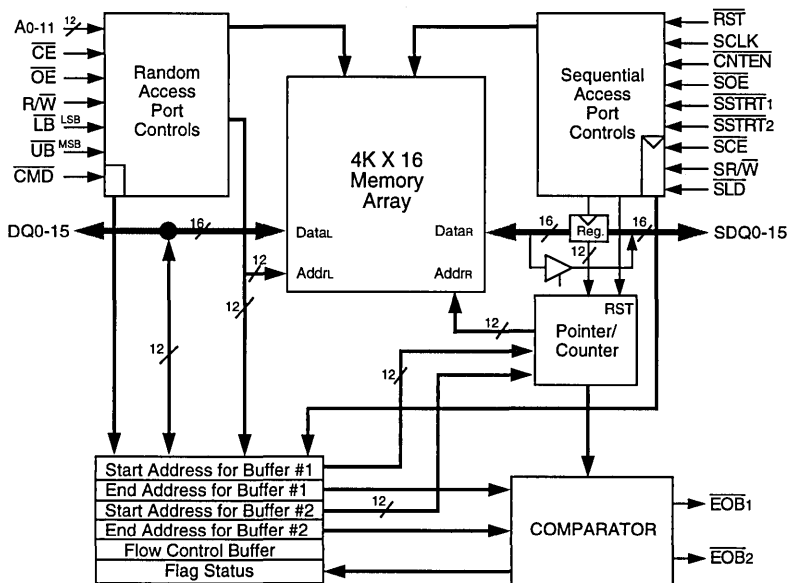 A0-11
12
CE
OE
R/W
LB LSB
UB MSB
CMD
Random
Access
Port
Controls
4K X 16
Memory
Array
DataL
DataR
AddrL
AddrR
Sequential
Access
Port
Controls
RST
SCLK
CNTEN
SOE
SSTRT1
SSTRT2
SCE
SR/W
SLD
DQ0-15
16
16
Reg.
16
SDQ0-15
12
12
12
12
12
RST
Pointer/
Counter
12
12
Start Address for Buffer #1
End Address for Buffer #1
Start Address for Buffer #2
End Address for Buffer #2
Flow Control Buffer
Flag Status
12
COMPARATOR
EOB1
EOB2